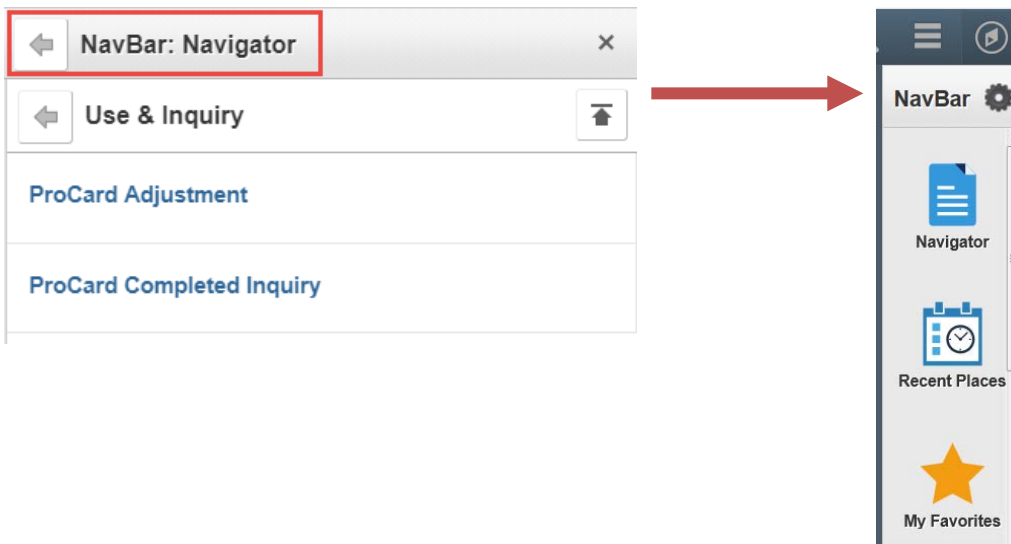 NavBar: Navigator
Use & Inquiry
ProCard Adjustment
ProCard Completed Inquiry
NavBar
Navigator
Recent Places
My Favorites